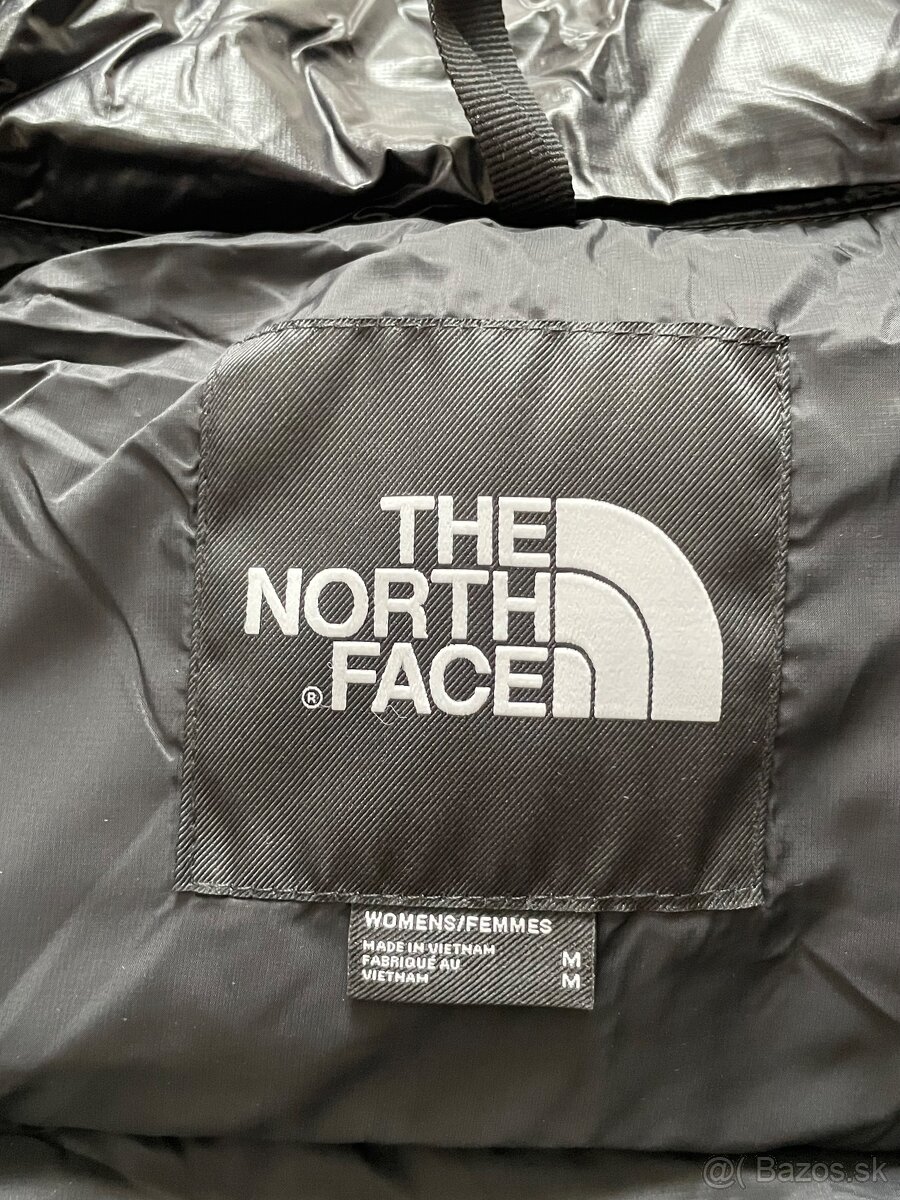 THE
NORTH
® FACE
WOMENS/FEMMES
MADE IN VIETNAM M
FABRIQUÉ AU
VIETNAM M
@( Bazos.sk